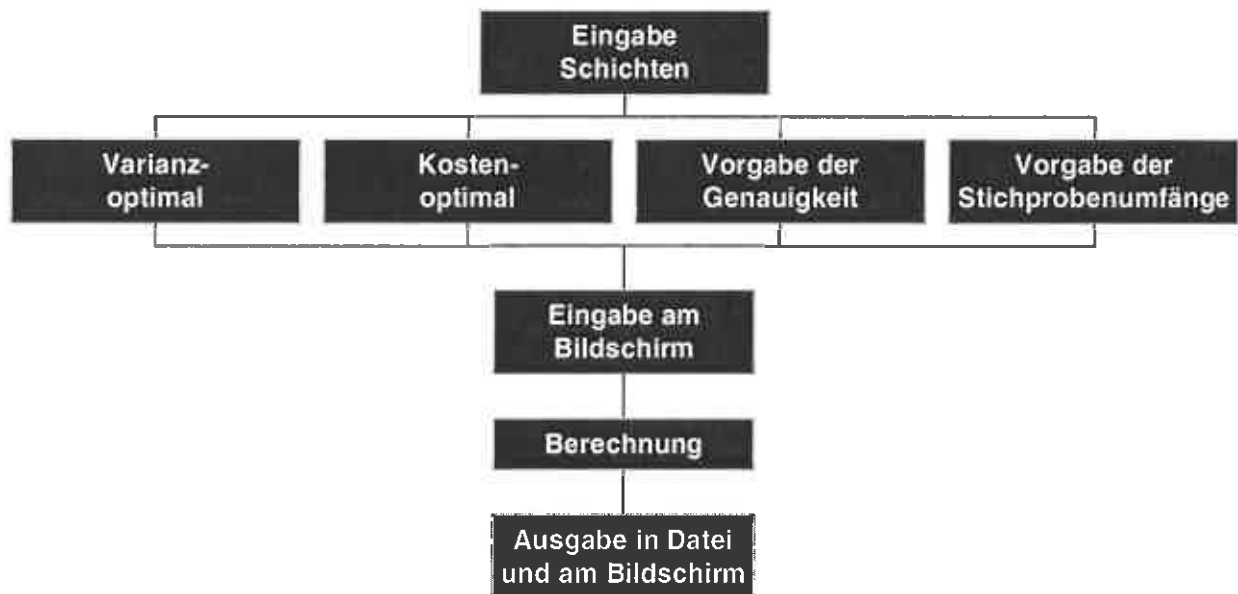 Eingabe
Schichten
Varianz-
optimal
Kosten-
optimal
Vorgabe der
Genauigkeit
Vorgabe der
Stichprobenumfänge
Eingabe am
Bildschirm
Berechnung
Ausgabe in Datei
und am Bildschirm